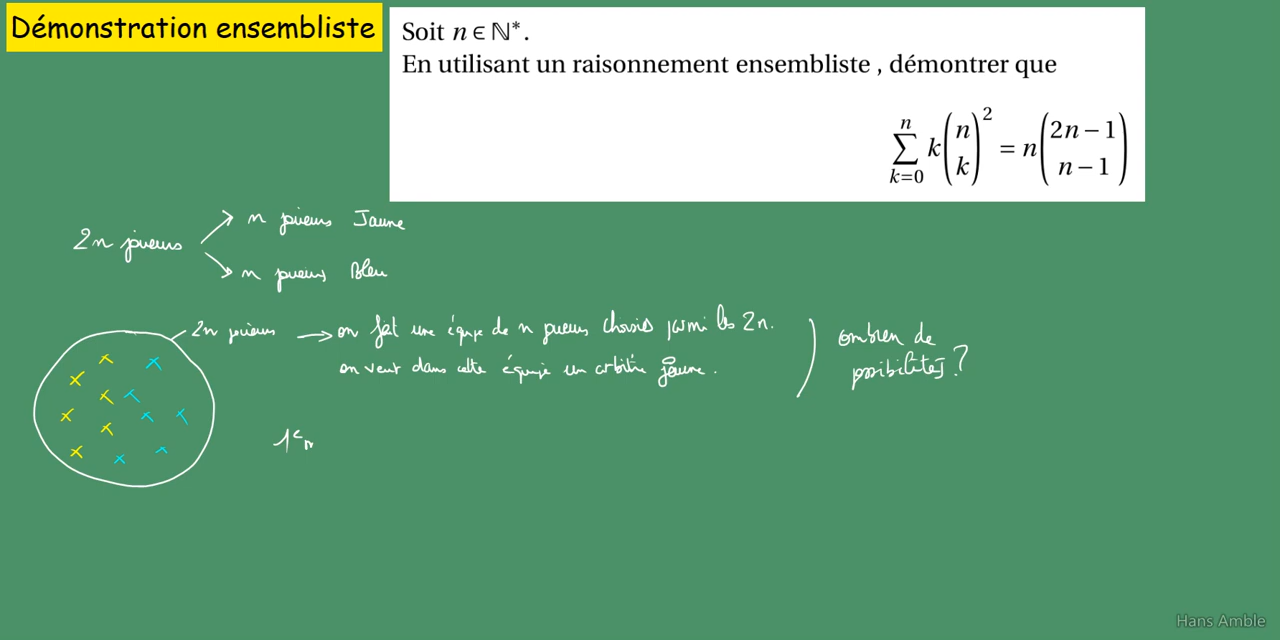 Démonstration ensembliste
Soit n ∈ ℕ*.
En utilisant un raisonnement ensembliste , démontrer que
∑_{k=0}^{n} k (n k)^2 = n (2n − 1 n − 1)
2n joueurs
n joueurs Jaune
n joueurs Bleu
2n joueurs → on fait une équipe de n joueurs choisis parmi les 2n.
on veut dans cette équipe un arbitre jaune.
combien de
possibilités ?
Hans Amble